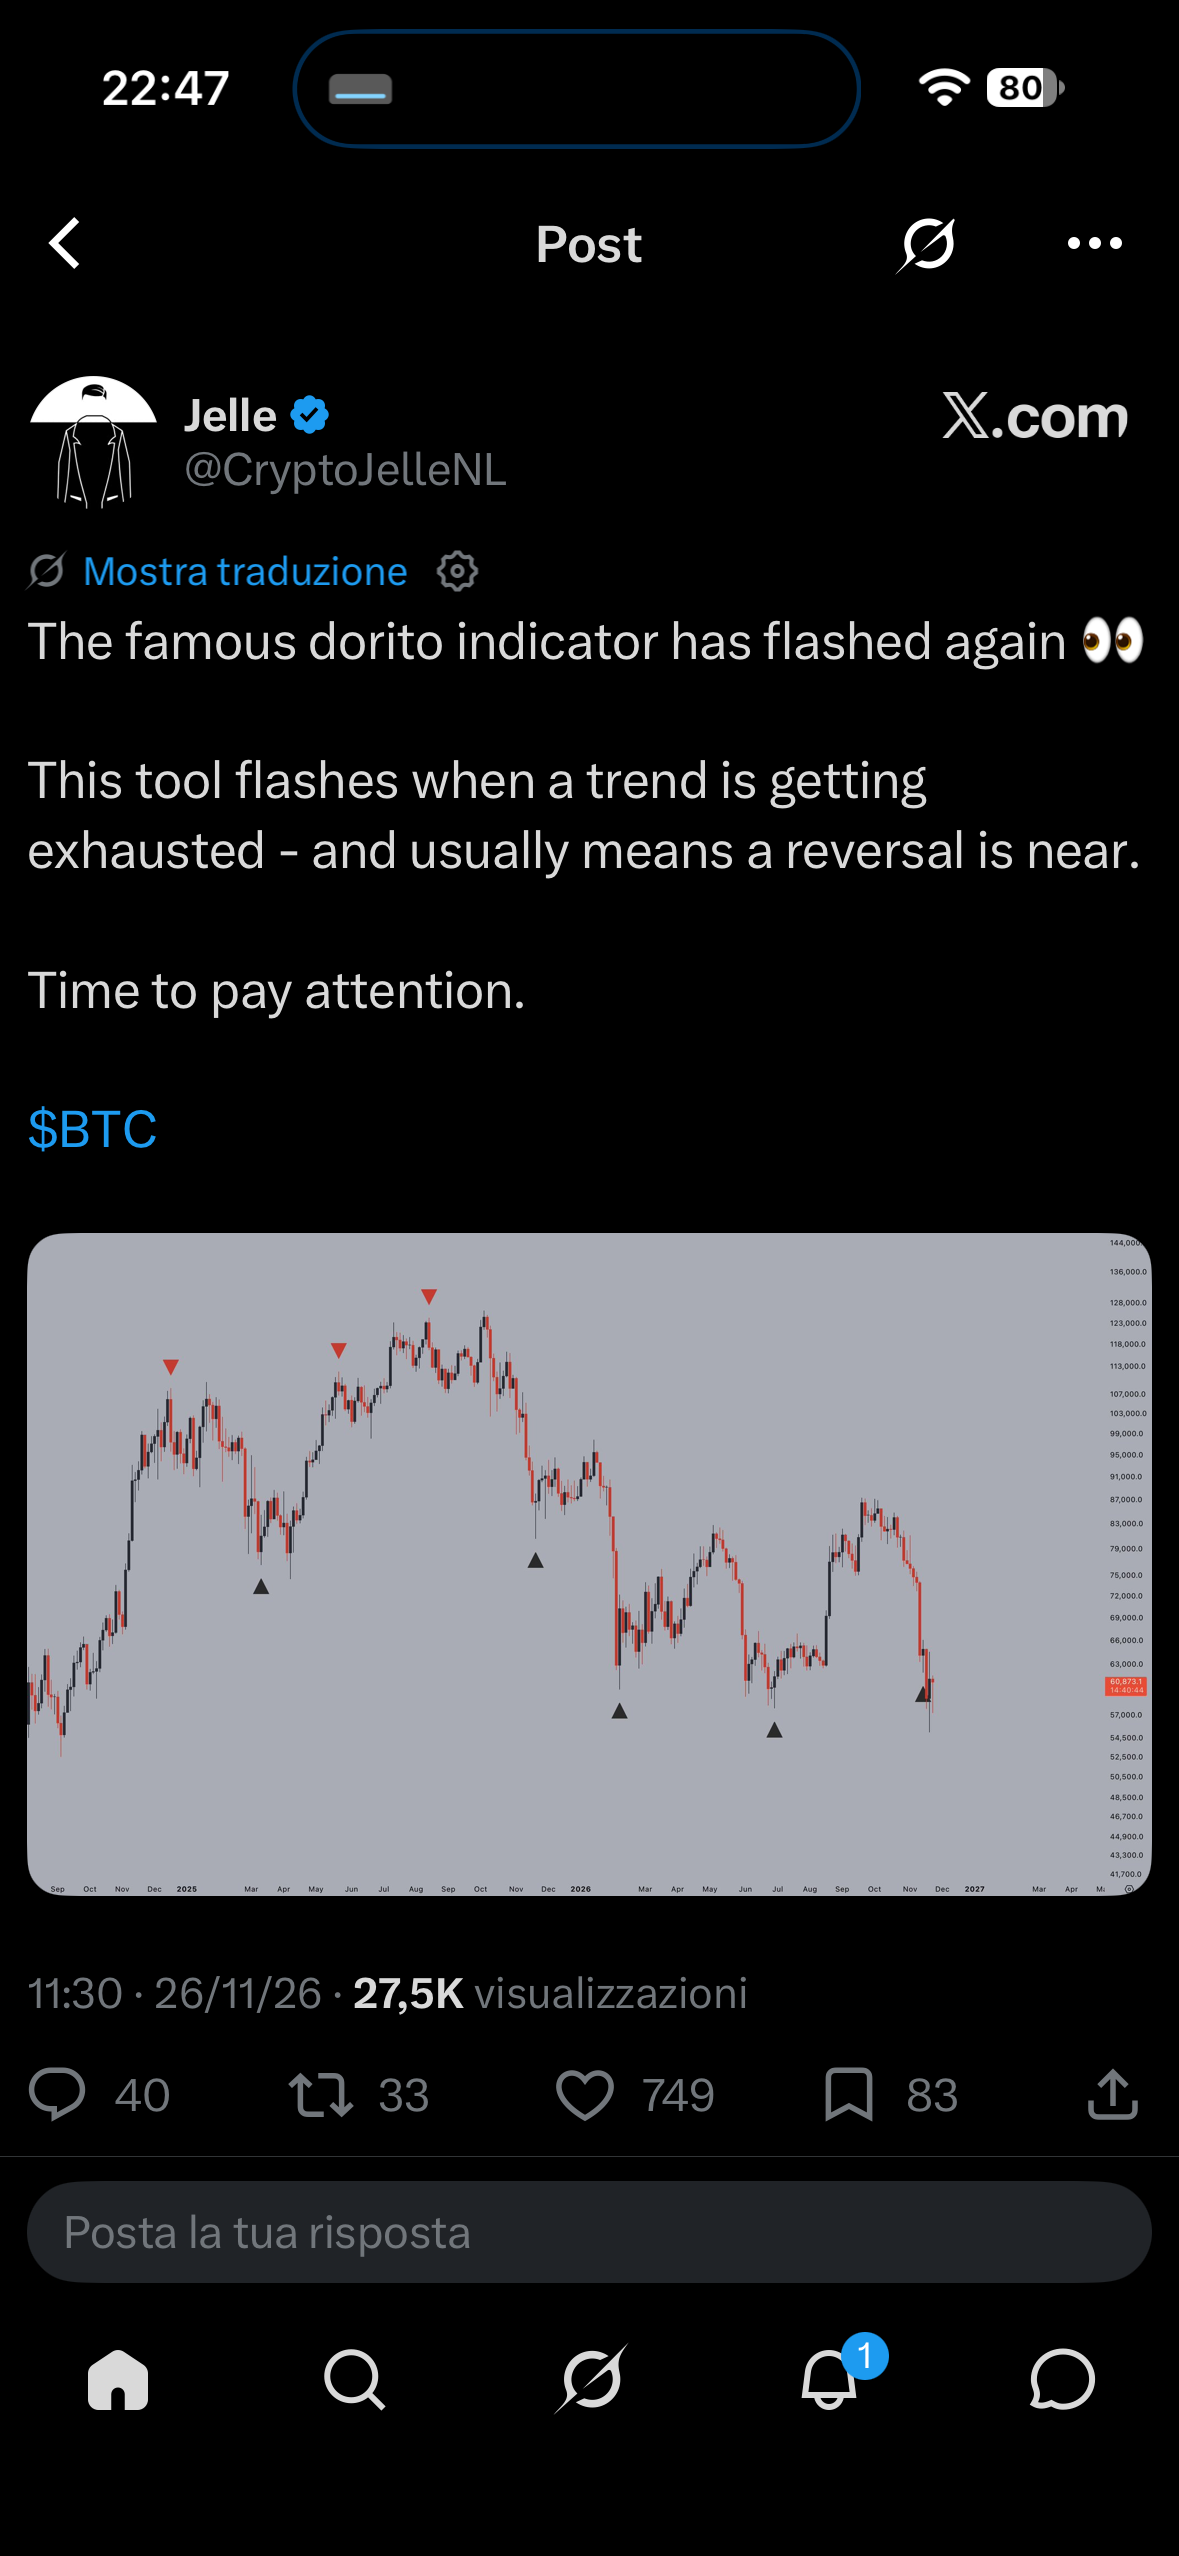 22:47
80
Post
Jelle
X.com
@CryptoJelleNL
Mostra traduzione
The famous dorito indicator has flashed again 👀
This tool flashes when a trend is getting
exhausted - and usually means a reversal is near.
Time to pay attention.
$BTC
144,000
136,000.0
128,000.0
123,000.0
118,000.0
113,000.0
107,000.0
103,000.0
99,000.0
95,000.0
91,000.0
87,000.0
83,000.0
79,000.0
75,000.0
72,000.0
69,000.0
66,000.0
63,000.0
60,873.1
14:40:44
57,000.0
54,500.0
52,500.0
50,500.0
48,500.0
46,700.0
44,900.0
43,300.0
41,700.0
Sep Oct Nov Dec 2025 Mar Apr May Jun Jul Aug Sep Oct Nov Dec 2026 Mar Apr May Jun Jul Aug Sep Oct Nov Dec 2027 Mar Apr
11:30 · 26/11/26 · 27,5K visualizzazioni
40 33 749 83
Posta la tua risposta
1